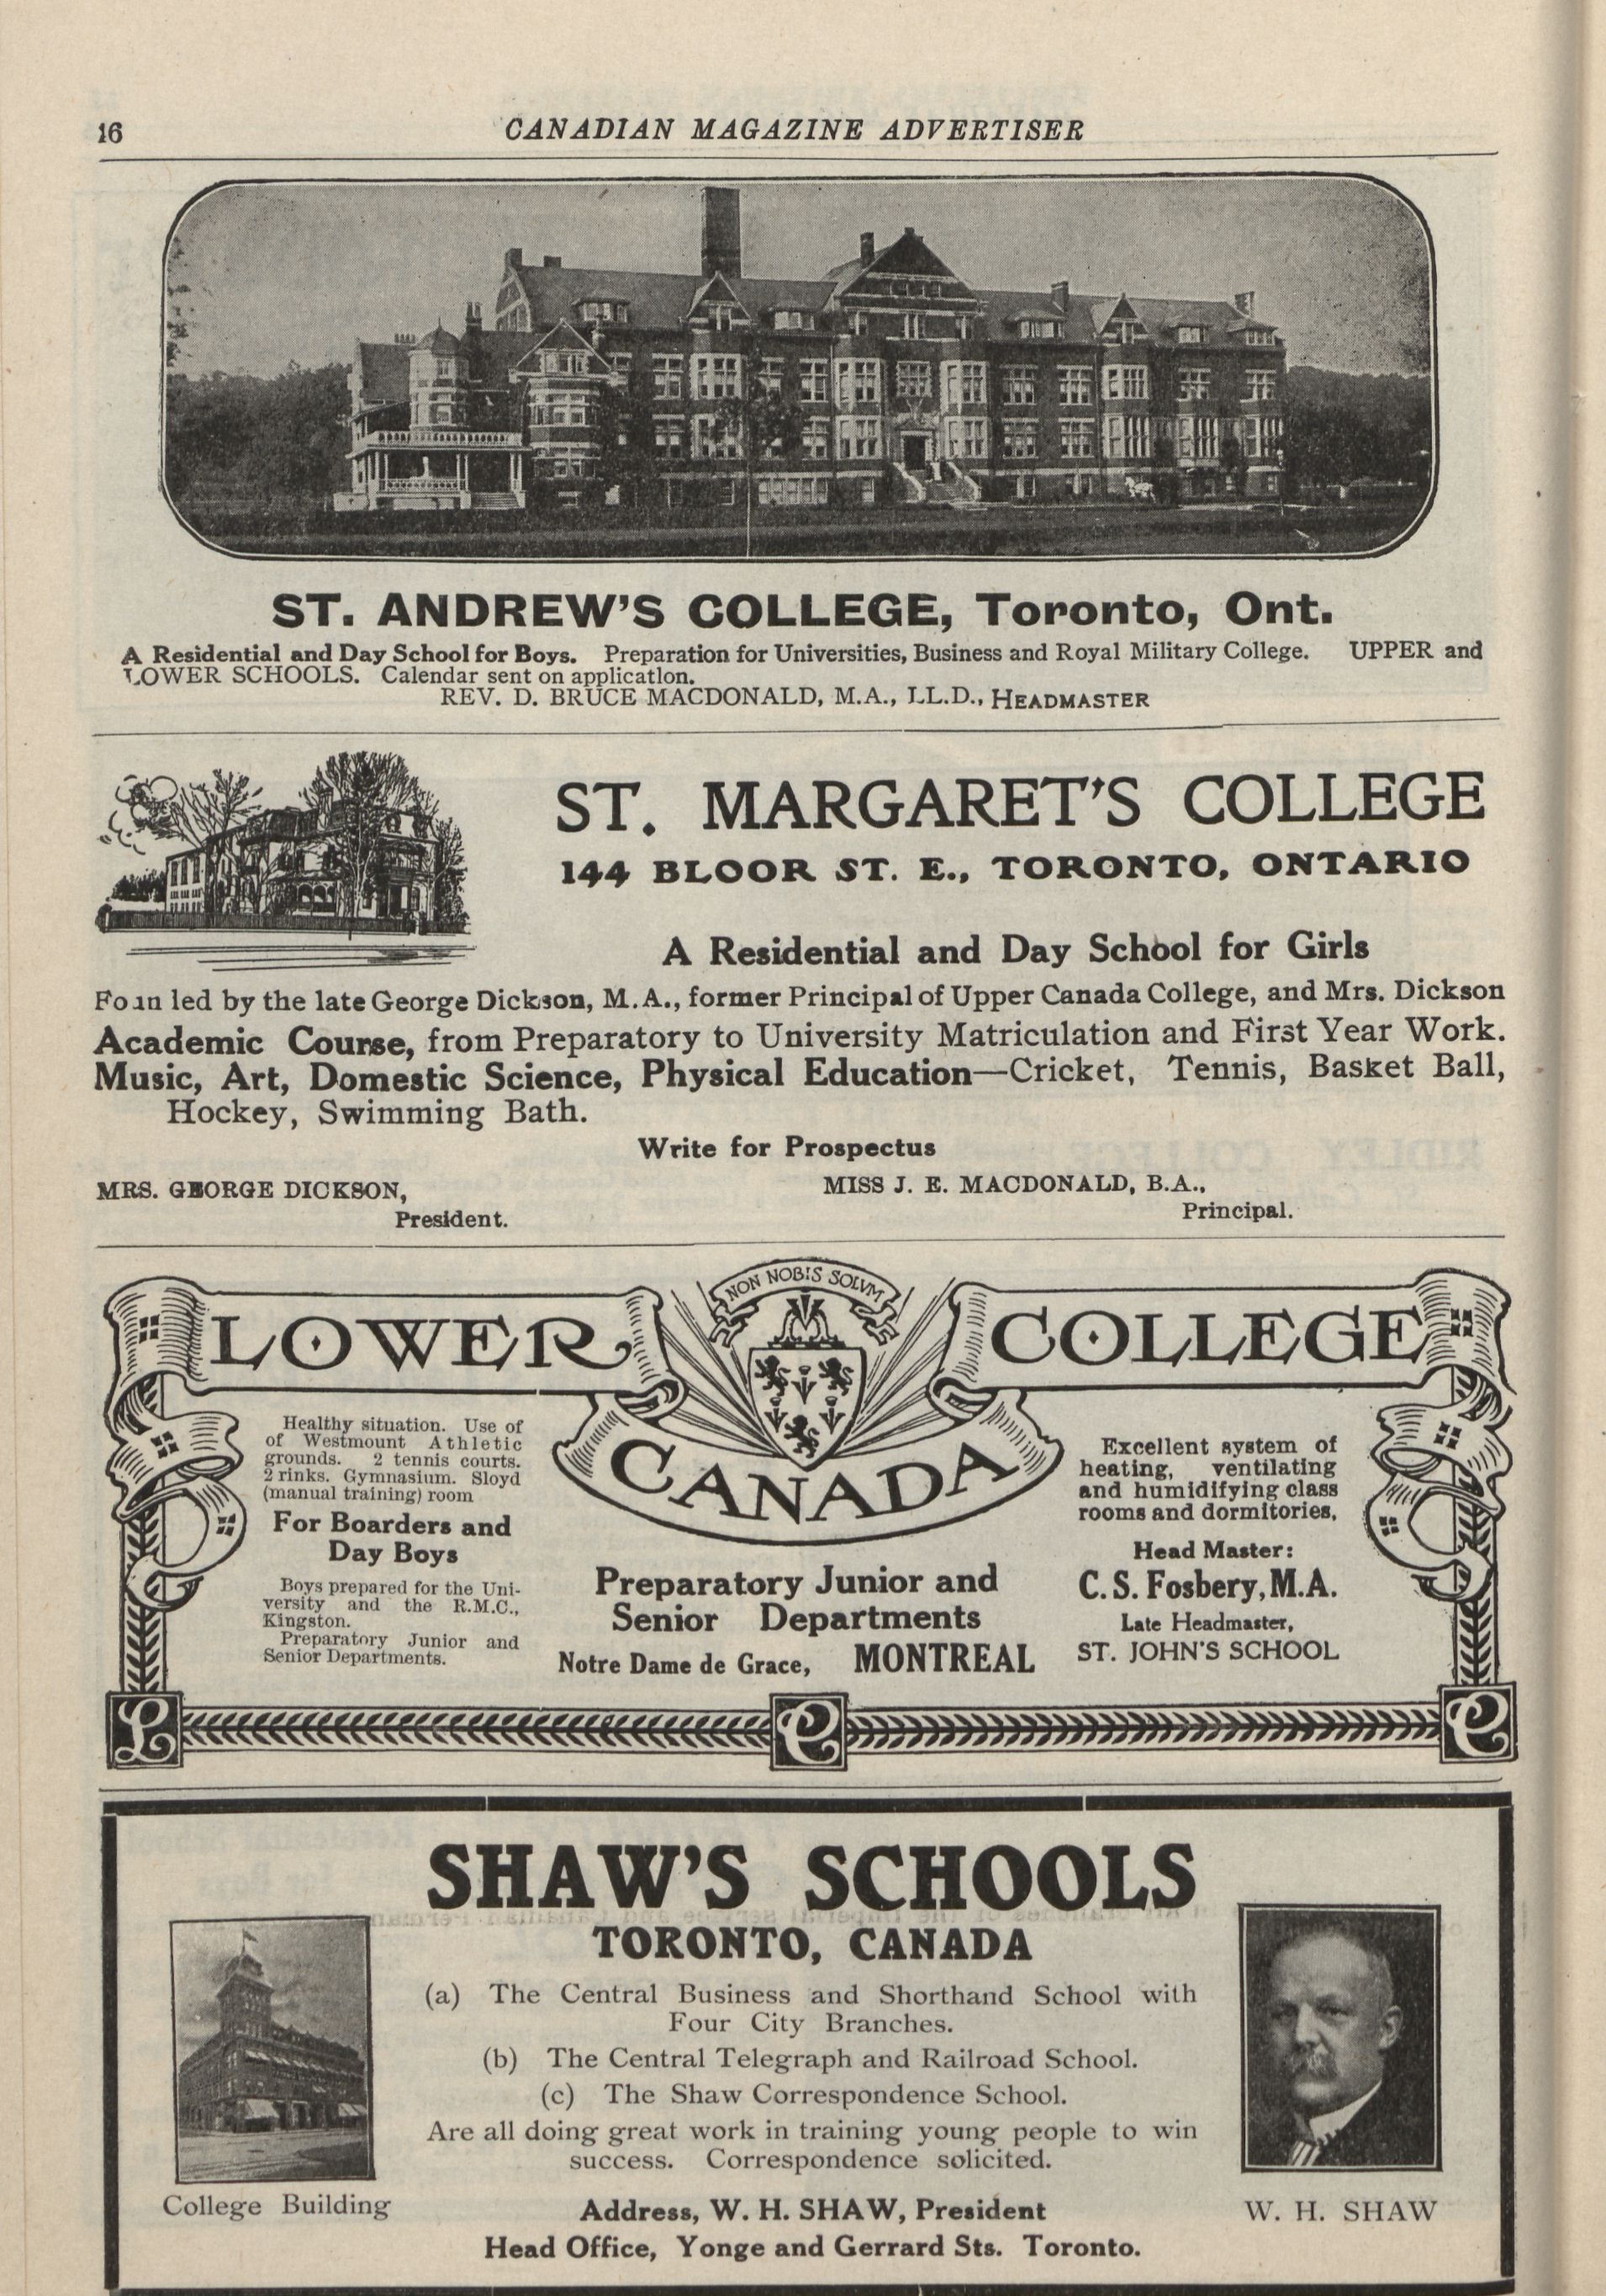 16
CANADIAN MAGAZINE ADVERTISER
ST. ANDREW'S COLLEGE, Toronto, Ont.
A Residential and Day School for Boys. Preparation for Universities, Business and Royal Military College. UPPER and
LOWER SCHOOLS. Calendar sent on application.
REV. D. BRUCE MACDONALD, M.A., LL.D., HEADMASTER
ST. MARGARET'S COLLEGE
144 BLOOR ST. E., TORONTO, ONTARIO
A Residential and Day School for Girls
Founled by the late George Dickson, M.A., former Principal of Upper Canada College, and Mrs. Dickson
Academic Course, from Preparatory to University Matriculation and First Year Work.
Music, Art, Domestic Science, Physical Education—Cricket, Tennis, Basket Ball,
Hockey, Swimming Bath.
Write for Prospectus
MRS. GEORGE DICKSON,
President.
MISS J. E. MACDONALD, B.A.,
Principal.
NON NOBIS SOLVM
LOWER
CANADA
COLLEGE
Healthy situation. Use of
of Westmount Athletic
grounds. 2 tennis courts.
2 rinks. Gymnasium. Sloyd
(manual training) room
For Boarders and
Day Boys
Boys prepared for the Uni-
versity and the R.M.C.,
Kingston.
Preparatory Junior and
Senior Departments.
Preparatory Junior and
Senior Departments
Notre Dame de Grace, MONTREAL
Excellent system of
heating, ventilating
and humidifying class
rooms and dormitories,
Head Master:
C. S. Fosbery, M.A.
Late Headmaster,
ST. JOHN'S SCHOOL
L C C
SHAW'S SCHOOLS
TORONTO, CANADA
(a) The Central Business and Shorthand School with
Four City Branches.
(b) The Central Telegraph and Railroad School.
(c) The Shaw Correspondence School.
Are all doing great work in training young people to win
success. Correspondence solicited.
Address, W. H. SHAW, President
Head Office, Yonge and Gerrard Sts. Toronto.
College Building
W. H. SHAW